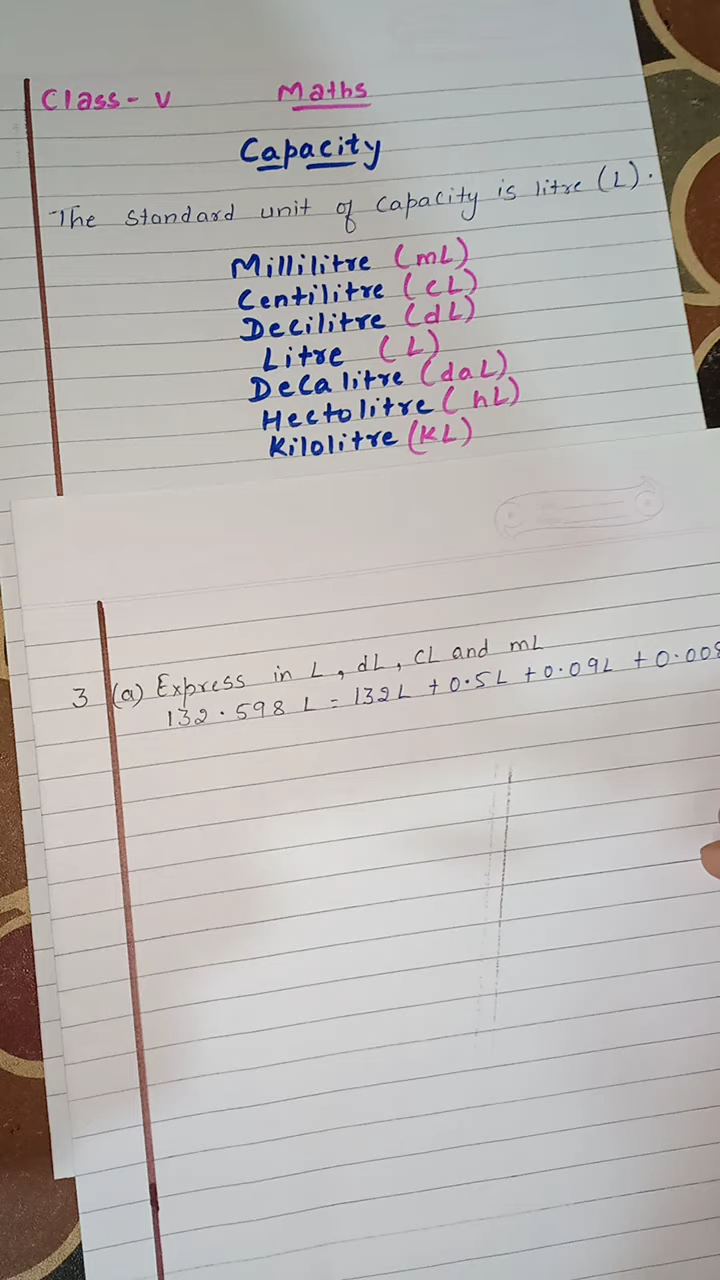 Class - V Maths
Capacity
The standard unit of capacity is litre (L).
Millilitre (mL)
Centilitre (cL)
Decilitre (dL)
Litre (L)
Decalitre (daL)
Hectolitre (hL)
Kilolitre (KL)
3 (a) Express in L, dL, CL and mL
132.598 L = 132L + 0.5L + 0.09L + 0.008